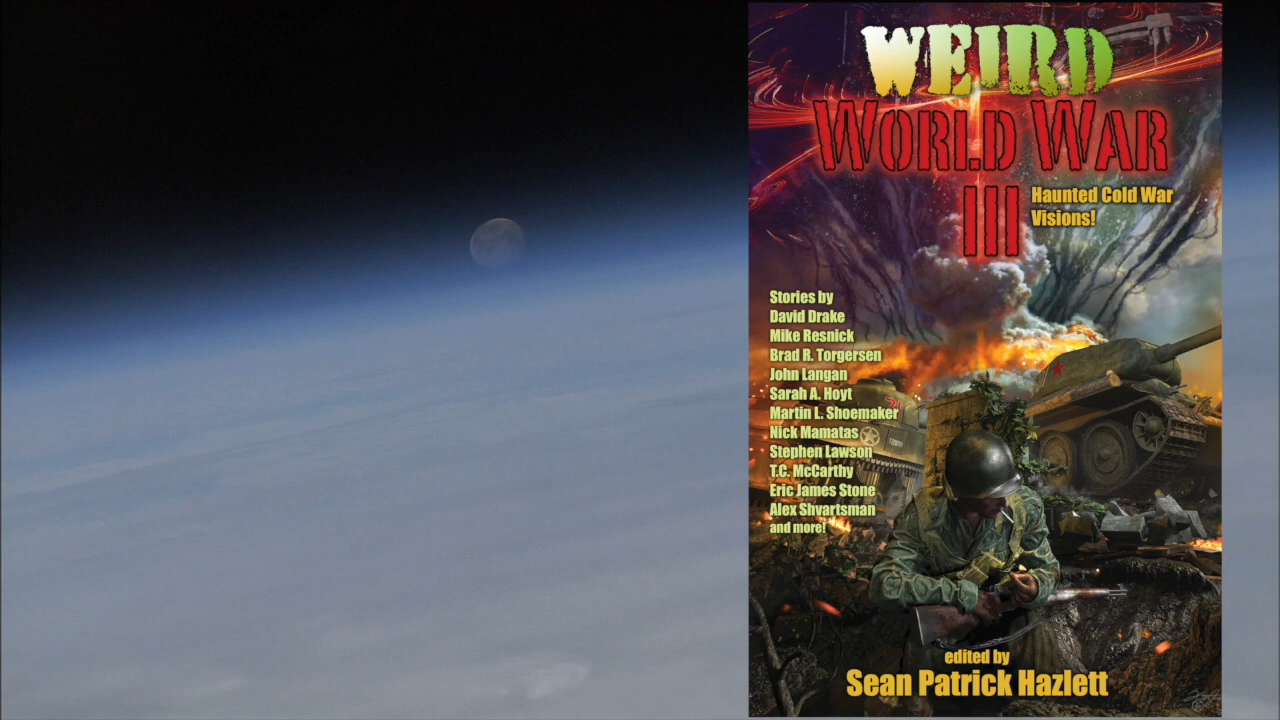 WEIRD
WORLD WAR
III
Haunted Cold War
Visions!
Stories by
David Drake
Mike Resnick
Brad R. Torgersen
John Langan
Sarah A. Hoyt
Martin L. Shoemaker
Nick Mamatas
Stephen Lawson
T.C. McCarthy
Eric James Stone
Alex Shvartsman
and more!
edited by
Sean Patrick Hazlett